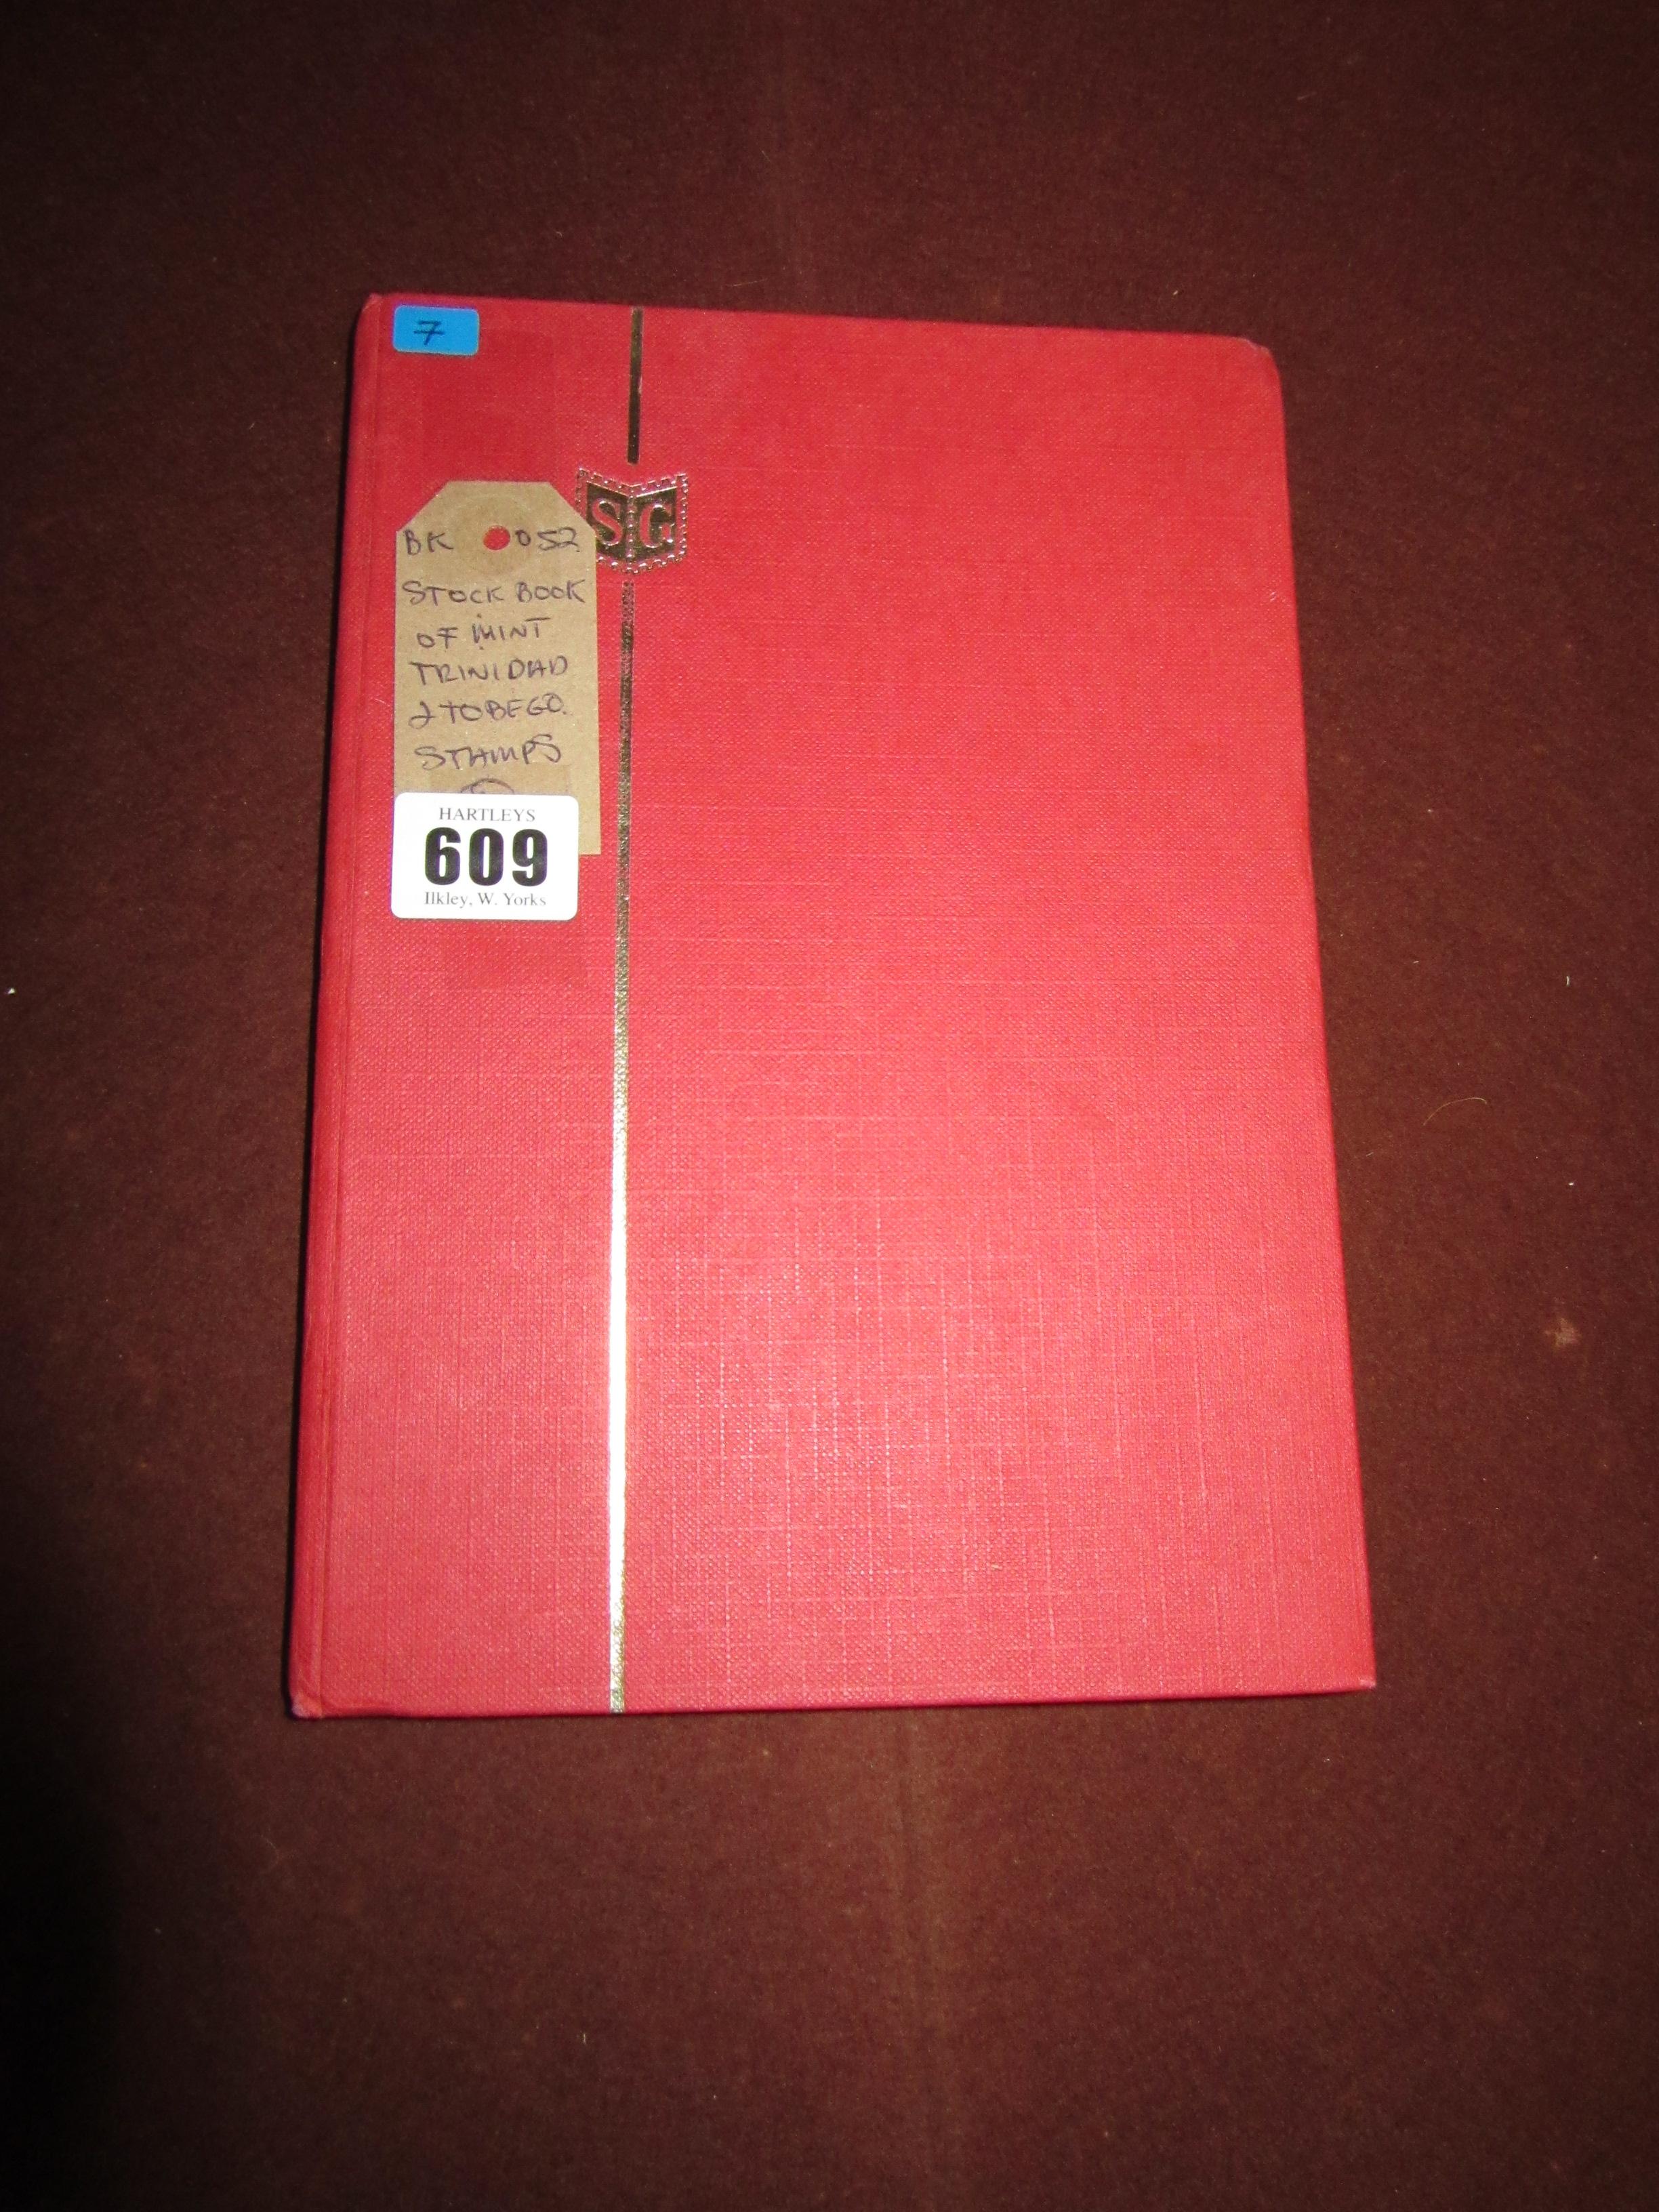 7
SG
BK 052
STOCK BOOK
OF MINT
TRINIDAD
& TOBEGO.
STAMPS
HARTLEYS
609
Ilkley, W. Yorks